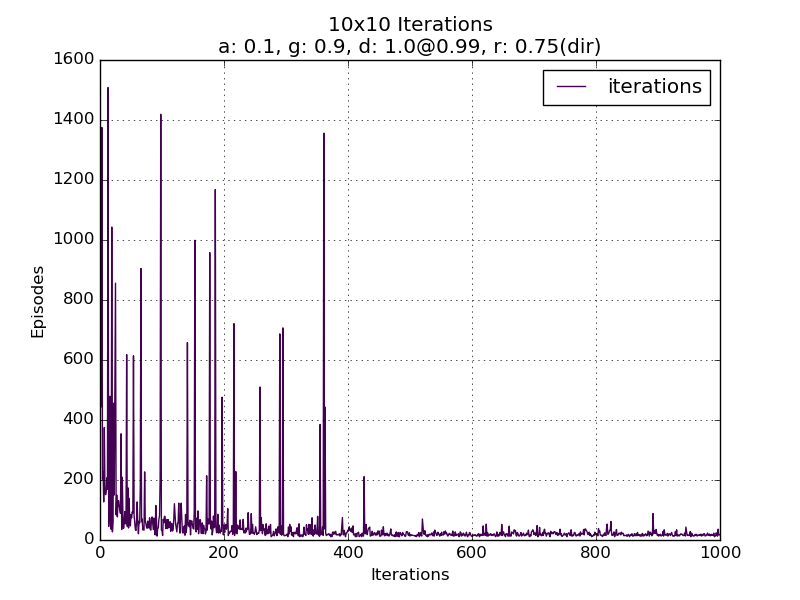 10x10 Iterations
a: 0.1, g: 0.9, d: 1.0@0.99, r: 0.75(dir)
iterations
1600
1400
1200
1000
800
600
400
200
0
Episodes
0 200 400 600 800 1000
Iterations